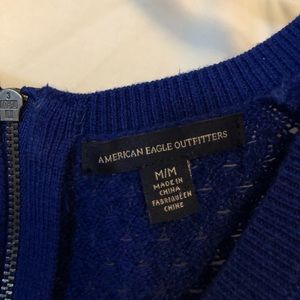 AMERICAN EAGLE OUTFITTERS
M/M
MADE IN
CHINA
FABRIQUÉ EN
CHINE